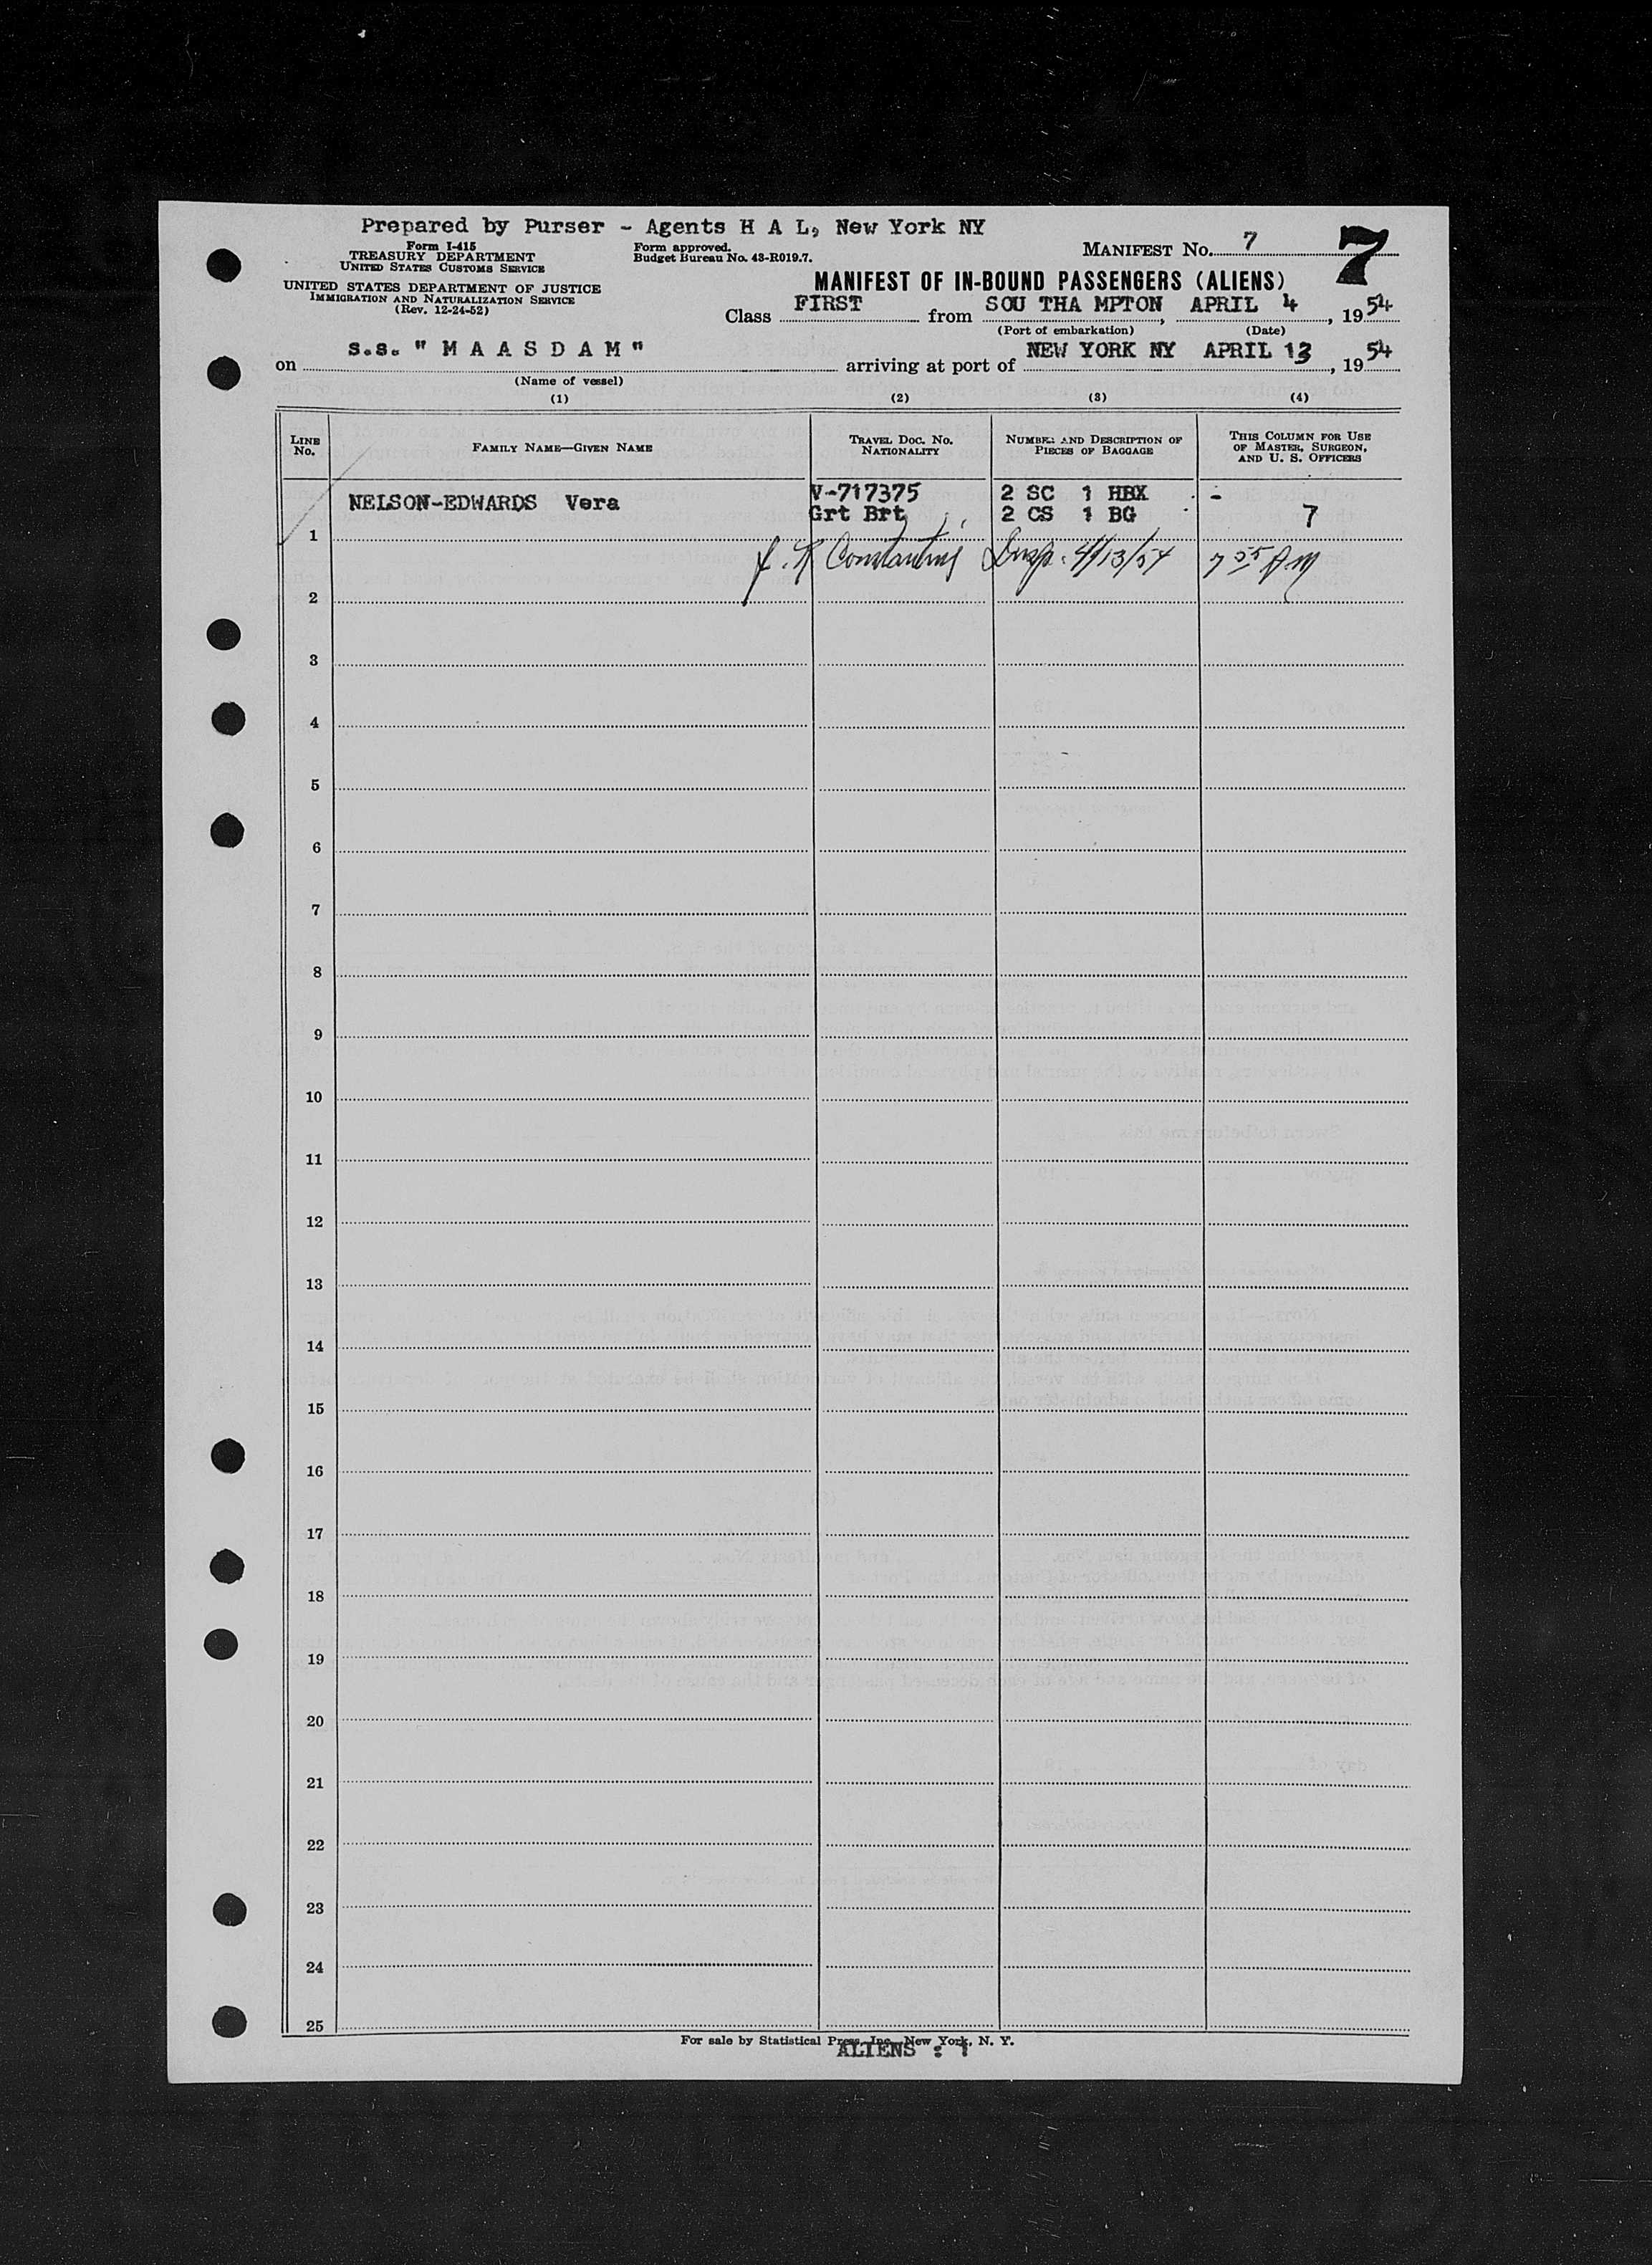 Prepared by Purser - Agents H A L, New York NY
Form I-415
TREASURY DEPARTMENT
UNITED STATES CUSTOMS SERVICE
UNITED STATES DEPARTMENT OF JUSTICE
IMMIGRATION AND NATURALIZATION SERVICE
(Rev. 12-24-52)
Form approved.
Budget Bureau No. 43-R019.7.
MANIFEST No. 7
7
MANIFEST OF IN-BOUND PASSENGERS (ALIENS)
Class FIRST from SOU THA MPTON, APRIL 4, 1954
(Port of embarkation) (Date)
on s.s. " M A A S D A M " arriving at port of NEW YORK NY APRIL 13, 1954
(Name of vessel)
(1) (2) (3) (4)
LINE No. FAMILY NAME—GIVEN NAME TRAVEL DOC. No. NATIONALITY NUMBER AND DESCRIPTION OF PIECES OF BAGGAGE THIS COLUMN FOR USE OF MASTER, SURGEON, AND U. S. OFFICERS
NELSON-EDWARDS Vera V-717375 2 SC 1 HBX -
Grt Brt 2 CS 1 BG 7
1
Insp. 4/13/54 7 25 AM
2
3
4
5
6
7
8
9
10
11
12
13
14
15
16
17
18
19
20
21
22
23
24
25
For sale by Statistical Press, Inc., New York, N. Y.
ALIENS : 1